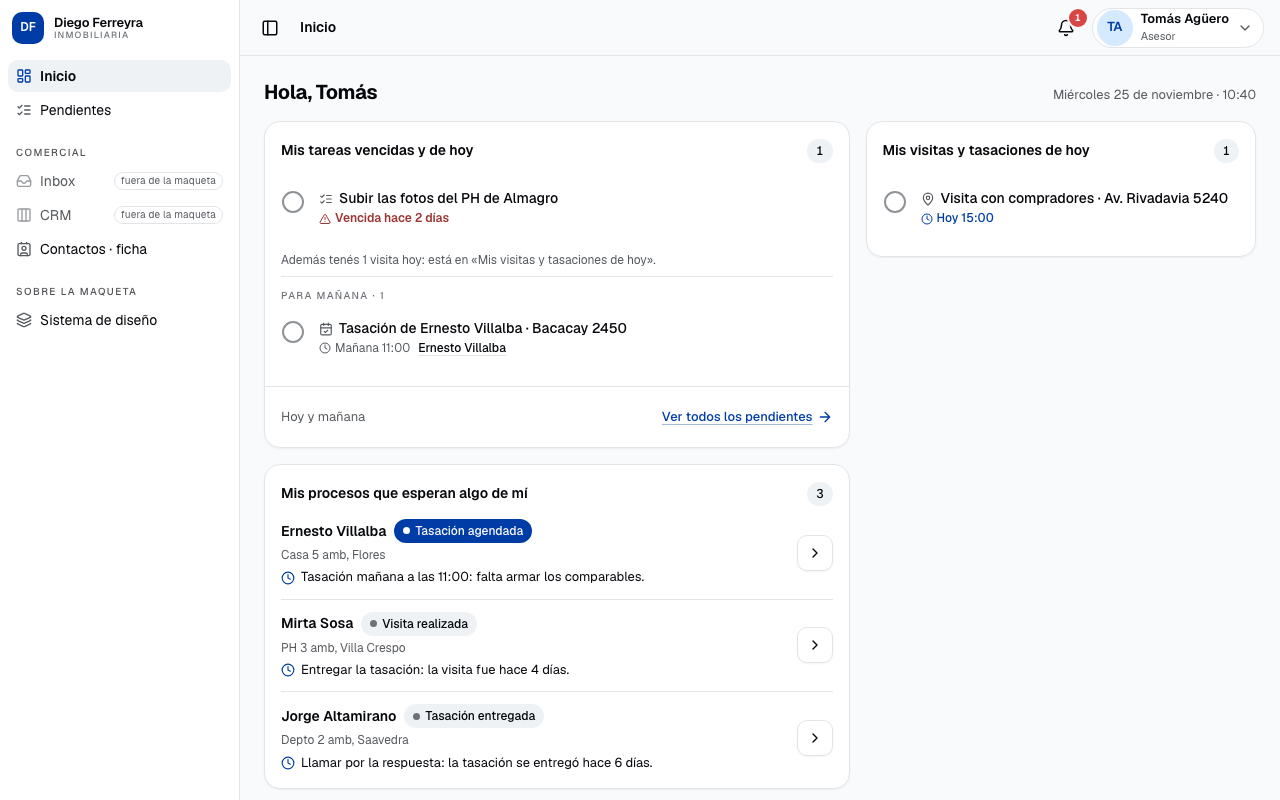 DF
Diego Ferreyra
INMOBILIARIA
Inicio
Pendientes
COMERCIAL
Inbox fuera de la maqueta
CRM fuera de la maqueta
Contactos · ficha
SOBRE LA MAQUETA
Sistema de diseño
Inicio
1
TA
Tomás Agüero
Asesor
Hola, Tomás
Miércoles 25 de noviembre · 10:40
Mis tareas vencidas y de hoy 1
Subir las fotos del PH de Almagro
Vencida hace 2 días
Además tenés 1 visita hoy: está en «Mis visitas y tasaciones de hoy».
PARA MAÑANA · 1
Tasación de Ernesto Villalba · Bacacay 2450
Mañana 11:00 Ernesto Villalba
Hoy y mañana Ver todos los pendientes
Mis visitas y tasaciones de hoy 1
Visita con compradores · Av. Rivadavia 5240
Hoy 15:00
Mis procesos que esperan algo de mí 3
Ernesto Villalba Tasación agendada
Casa 5 amb, Flores
Tasación mañana a las 11:00: falta armar los comparables.
Mirta Sosa Visita realizada
PH 3 amb, Villa Crespo
Entregar la tasación: la visita fue hace 4 días.
Jorge Altamirano Tasación entregada
Depto 2 amb, Saavedra
Llamar por la respuesta: la tasación se entregó hace 6 días.